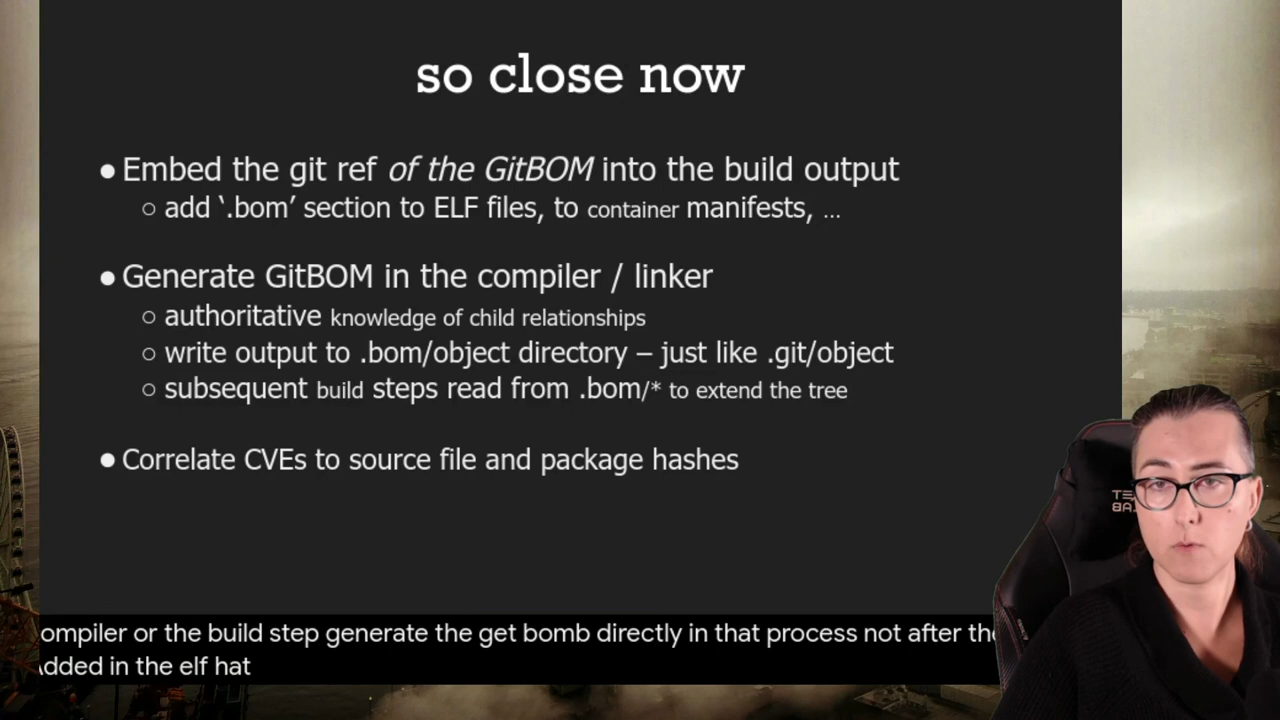 so close now
● Embed the git ref of the GitBOM into the build output
○ add ‘.bom’ section to ELF files, to container manifests, ...
● Generate GitBOM in the compiler / linker
○ authoritative knowledge of child relationships
○ write output to .bom/object directory – just like .git/object
○ subsequent build steps read from .bom/* to extend the tree
● Correlate CVEs to source file and package hashes
ompiler or the build step generate the get bomb directly in that process not after the
dded in the elf hat